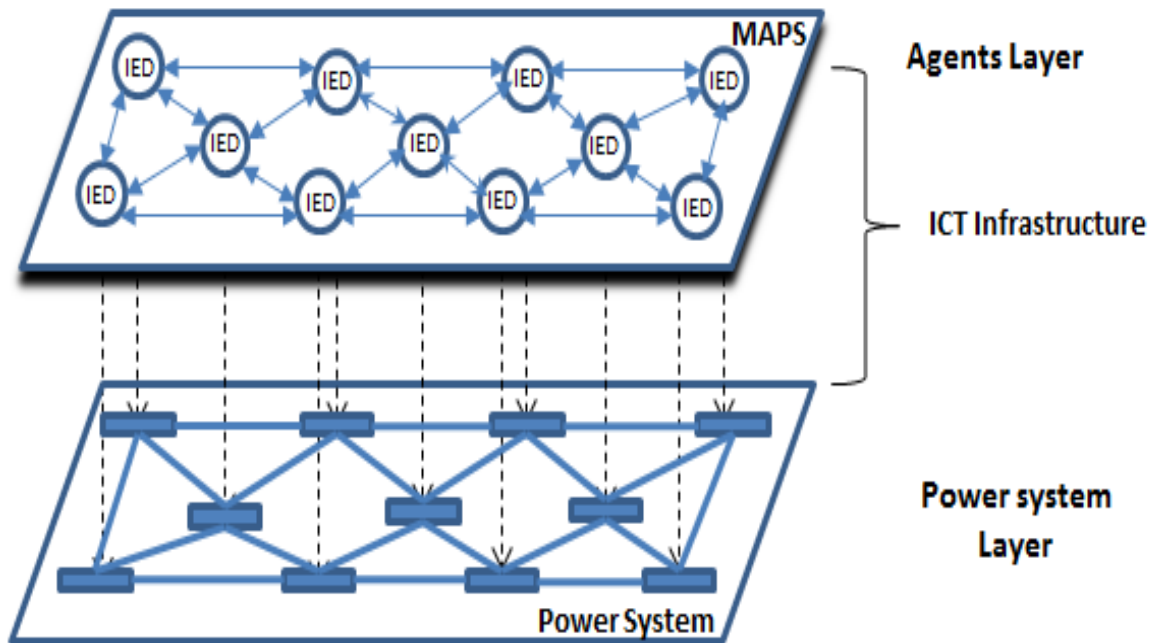 MAPS
Agents Layer
IED
IED
IED
IED
IED
IED
IED
IED
IED
IED
IED
ICT Infrastructure
Power system
Layer
Power System